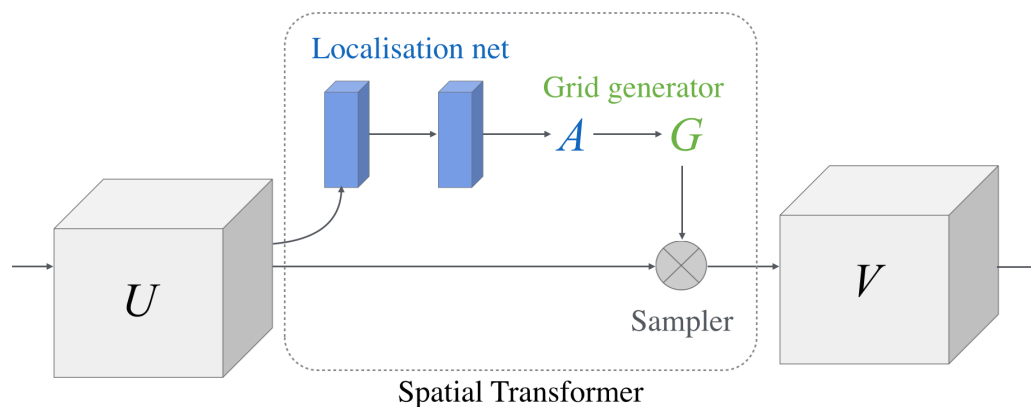 Localisation net
Grid generator
A
G
U
V
Sampler
Spatial Transformer